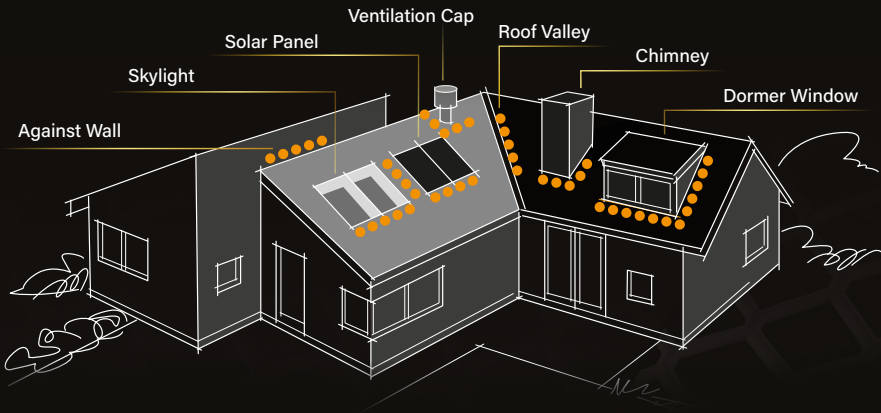 Ventilation Cap
Roof Valley
Solar Panel
Chimney
Skylight
Dormer Window
Against Wall